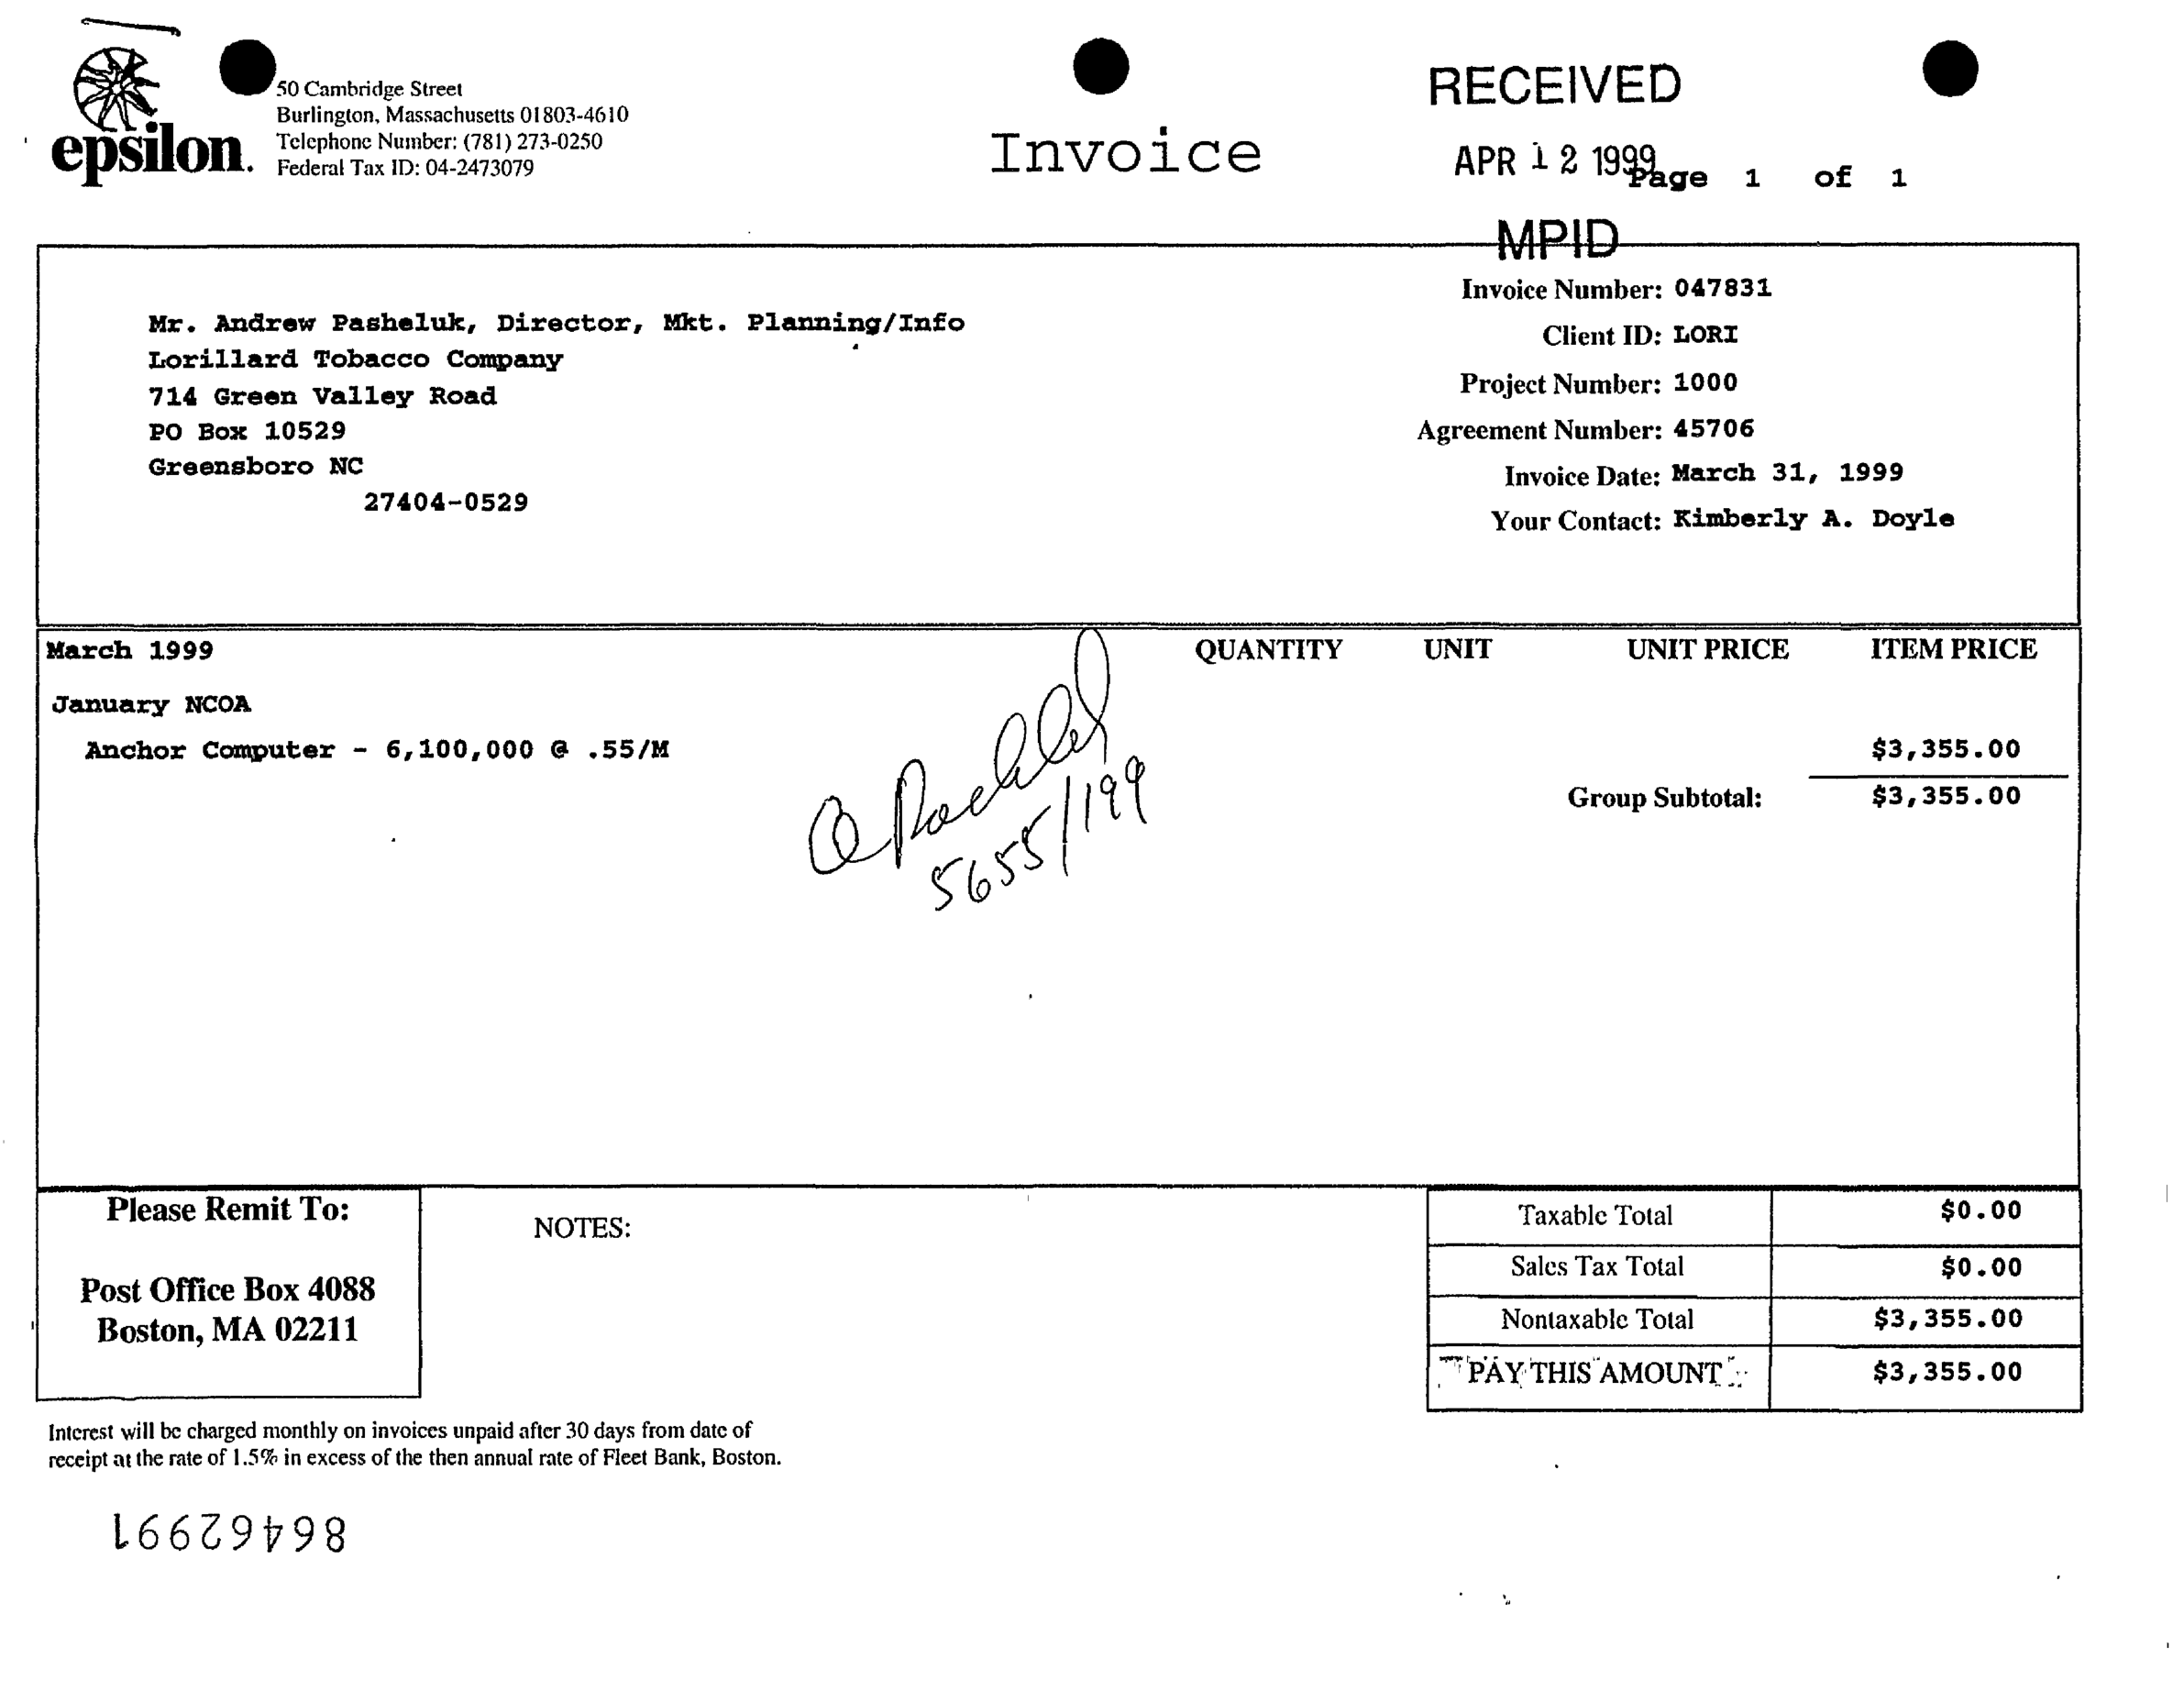 epsilon.
50 Cambridge Street
Burlington, Massachusetts 01803-4610
Telephone Number: (781) 273-0250
Federal Tax ID: 04-2473079
Invoice
RECEIVED
APR 12 1999
Page 1 of 1
MPID
Mr. Andrew Pasheluk, Director, Mkt. Planning/Info
Lorillard Tobacco Company
714 Green Valley Road
PO Box 10529
Greensboro NC
27404-0529
Invoice Number: 047831
Client ID: LORI
Project Number: 1000
Agreement Number: 45706
Invoice Date: March 31, 1999
Your Contact: Kimberly A. Doyle
March 1999 QUANTITY UNIT UNIT PRICE ITEM PRICE
January NCOA
Anchor Computer - 6,100,000 @ .55/M $3,355.00
Group Subtotal: $3,355.00
5655/199
Please Remit To:
Post Office Box 4088
Boston, MA 02211
NOTES:
Taxable Total $0.00
Sales Tax Total $0.00
Nontaxable Total $3,355.00
PAY THIS AMOUNT $3,355.00
Interest will be charged monthly on invoices unpaid after 30 days from date of
receipt at the rate of 1.5% in excess of the then annual rate of Fleet Bank, Boston.
86462991